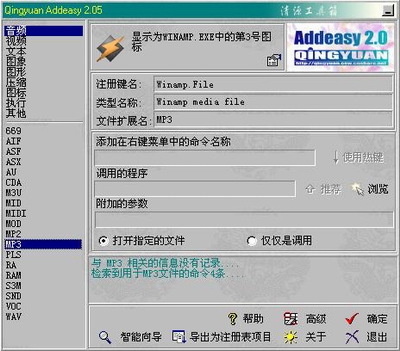 Qingyuan Addeasy 2.05
清源工具箱
音频
视频
文本
图象
图形
压缩
图标
执行
其他
669
AIF
ASF
ASX
AU
CDA
M3U
MID
MIDI
MOD
MP2
MP3
PLS
RA
RAM
S3M
SND
VOC
WAV
显示为WINAMP.EXE中的第3号图标
Addeasy 2.0
QINGYUAN
注册键名: Winamp.File
类型名称: Winamp media file
文件扩展名: MP3
添加在右键菜单中的命令名称
使用热键
调用的程序
推荐 浏览
附加的参数
打开指定的文件 仅仅是调用
与 MP3 相关的信息没有记录....
检索到用于MP3文件的命令4条....
帮助 高级 确定
智能向导 导出为注册表项目 关于 退出